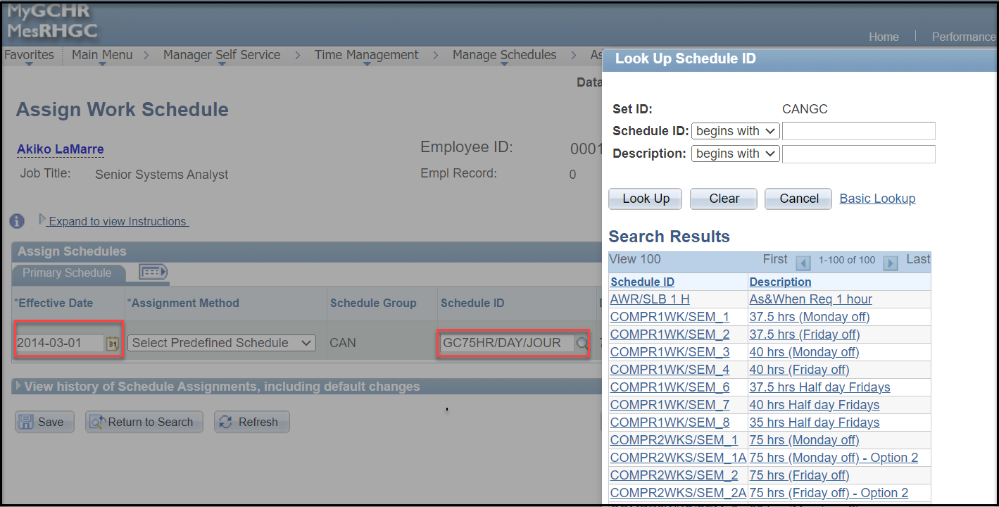 MyGCHR
MesRHGC
Home Performance
Favorites Main Menu > Manager Self Service > Time Management > Manage Schedules > As
Data
Assign Work Schedule
Akiko LaMarre
Employee ID: 0001
Job Title: Senior Systems Analyst
Empl Record: 0
Expand to view Instructions
Assign Schedules
Primary Schedule
*Effective Date *Assignment Method Schedule Group Schedule ID
2014-03-01 31 Select Predefined Schedule CAN GC75HR/DAY/JOUR
View history of Schedule Assignments, including default changes
Save Return to Search Refresh
Look Up Schedule ID
Set ID: CANGC
Schedule ID: begins with
Description: begins with
Look Up Clear Cancel Basic Lookup
Search Results
View 100 First 1-100 of 100 Last
Schedule ID Description
AWR/SLB 1 H As&When Req 1 hour
COMPR1WK/SEM_1 37.5 hrs (Monday off)
COMPR1WK/SEM_2 37.5 hrs (Friday off)
COMPR1WK/SEM_3 40 hrs (Monday off)
COMPR1WK/SEM_4 40 hrs (Friday off)
COMPR1WK/SEM_6 37.5 hrs Half day Fridays
COMPR1WK/SEM_7 40 hrs Half day Fridays
COMPR1WK/SEM_8 35 hrs Half day Fridays
COMPR2WKS/SEM_1 75 hrs (Monday off)
COMPR2WKS/SEM_1A 75 hrs (Monday off) - Option 2
COMPR2WKS/SEM_2 75 hrs (Friday off)
COMPR2WKS/SEM_2A 75 hrs (Friday off) - Option 2